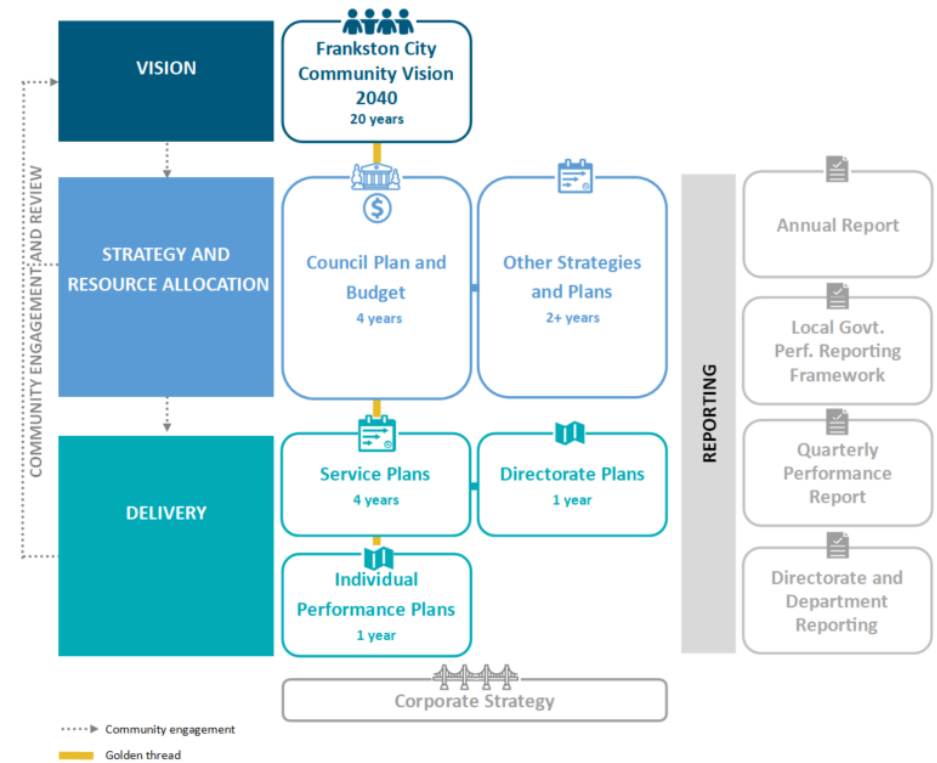 VISION
Frankston City
Community Vision
2040
20 years
COMMUNITY ENGAGEMENT AND REVIEW
STRATEGY AND
RESOURCE ALLOCATION
$
Council Plan and
Budget
4 years
Other Strategies
and Plans
2+ years
DELIVERY
Service Plans
4 years
Directorate Plans
1 year
Individual
Performance Plans
1 year
REPORTING
Annual Report
Local Govt.
Perf. Reporting
Framework
Quarterly
Performance
Report
Directorate and
Department
Reporting
Corporate Strategy
Community engagement
Golden thread